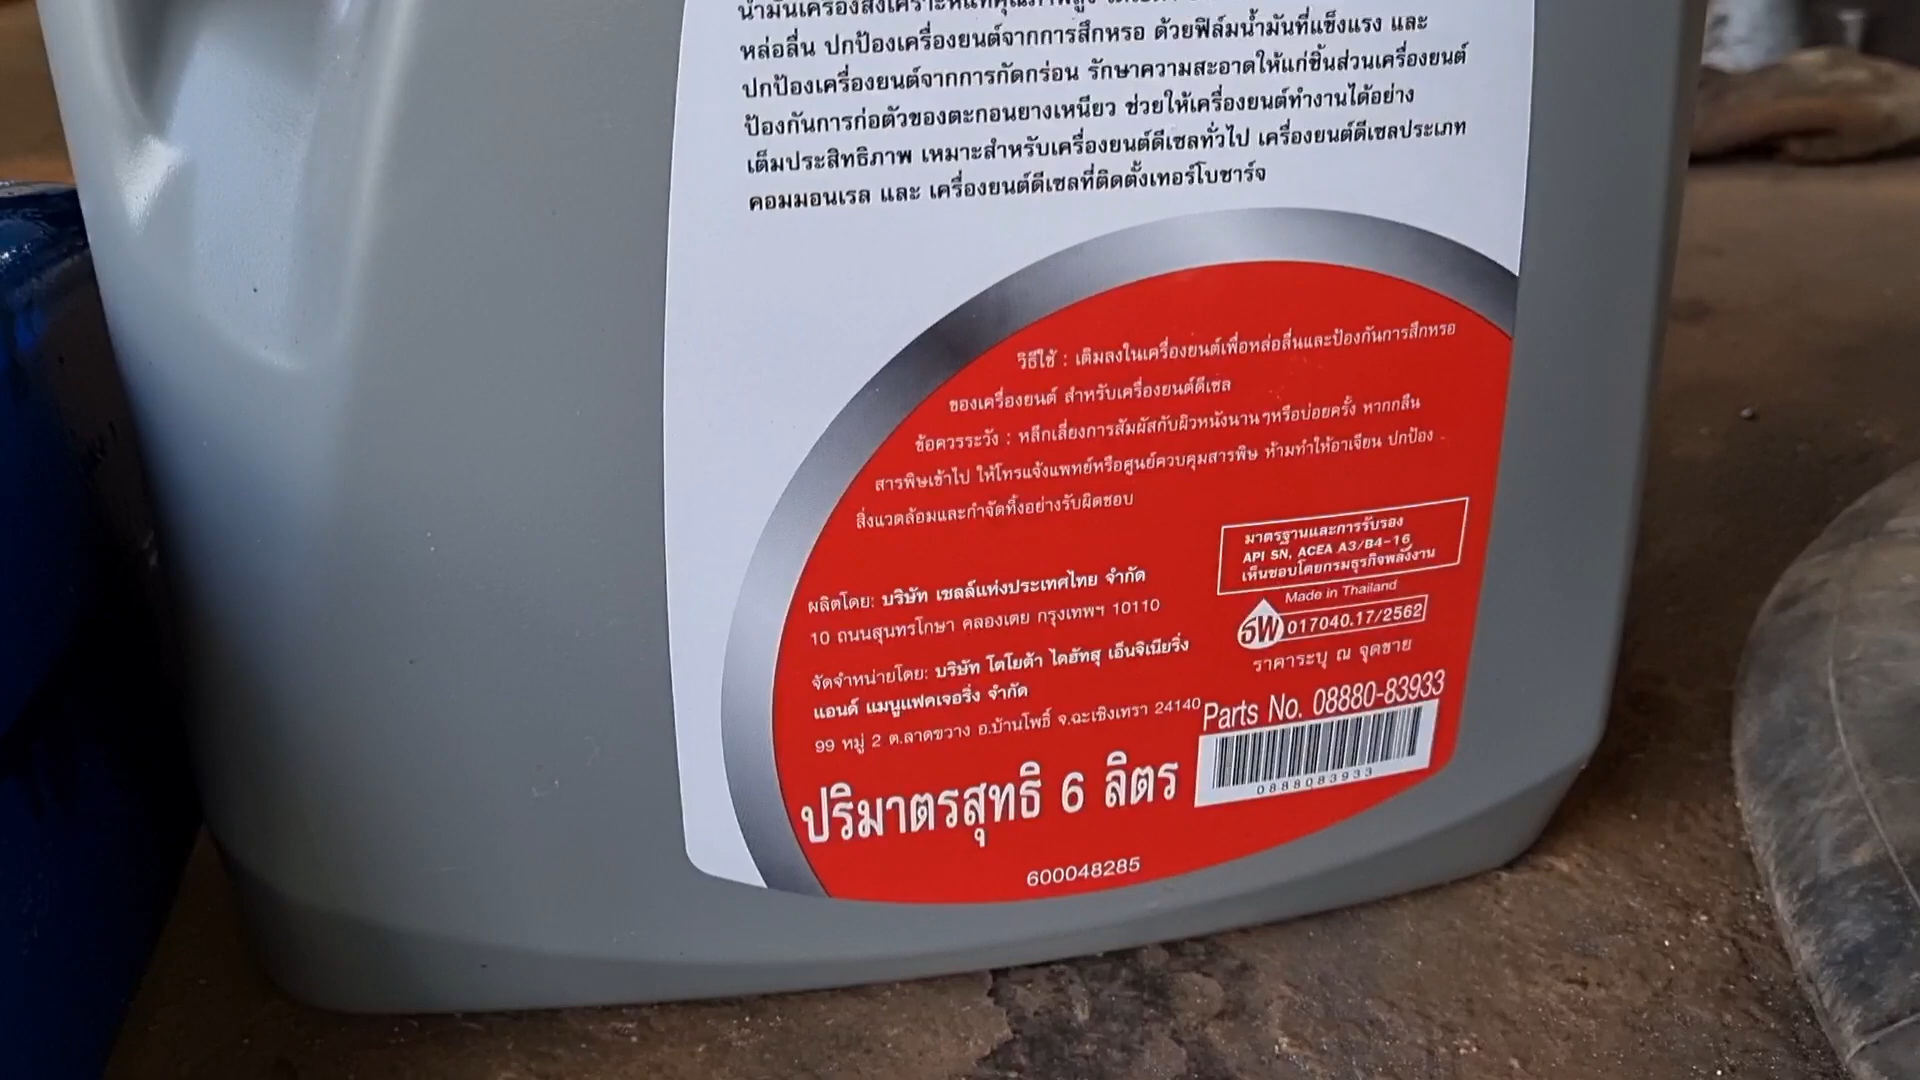 น้ำมันเครื่องสังเคราะห์แท้คุณภาพสูง
หล่อลื่น ปกป้องเครื่องยนต์จากการสึกหรอ ด้วยฟิล์มน้ำมันที่แข็งแรง และ
ปกป้องเครื่องยนต์จากการกัดกร่อน รักษาความสะอาดให้แก่ชิ้นส่วนเครื่องยนต์
ป้องกันการก่อตัวของตะกอนยางเหนียว ช่วยให้เครื่องยนต์ทำงานได้อย่าง
เต็มประสิทธิภาพ เหมาะสำหรับเครื่องยนต์ดีเซลทั่วไป เครื่องยนต์ดีเซลประเภท
คอมมอนเรล และ เครื่องยนต์ดีเซลที่ติดตั้งเทอร์โบชาร์จ
วิธีใช้ : เติมลงในเครื่องยนต์เพื่อหล่อลื่นและป้องกันการสึกหรอ
ของเครื่องยนต์ สำหรับเครื่องยนต์ดีเซล
ข้อควรระวัง : หลีกเลี่ยงการสัมผัสกับผิวหนังนานๆหรือบ่อยครั้ง หากกลืน
สารพิษเข้าไป ให้โทรแจ้งแพทย์หรือศูนย์ควบคุมสารพิษ ห้ามทำให้อาเจียน ปกป้อง
สิ่งแวดล้อมและกำจัดทิ้งอย่างรับผิดชอบ
มาตรฐานและการรับรอง
API SN, ACEA A3/B4-16
เห็นชอบโดยกรมธุรกิจพลังงาน
Made in Thailand
ธพ 017040.17/2562
ราคาระบุ ณ จุดขาย
ผลิตโดย: บริษัท เชลล์แห่งประเทศไทย จำกัด
10 ถนนสุนทรโกษา คลองเตย กรุงเทพฯ 10110
จัดจำหน่ายโดย: บริษัท โตโยต้า ไดฮัทสุ เอ็นจิเนียริ่ง
แอนด์ แมนูแฟคเจอริ่ง จำกัด
99 หมู่ 2 ต.ลาดขวาง อ.บ้านโพธิ์ จ.ฉะเชิงเทรา 24140
Parts No. 08880-83933
0888083933
ปริมาตรสุทธิ 6 ลิตร
600048285